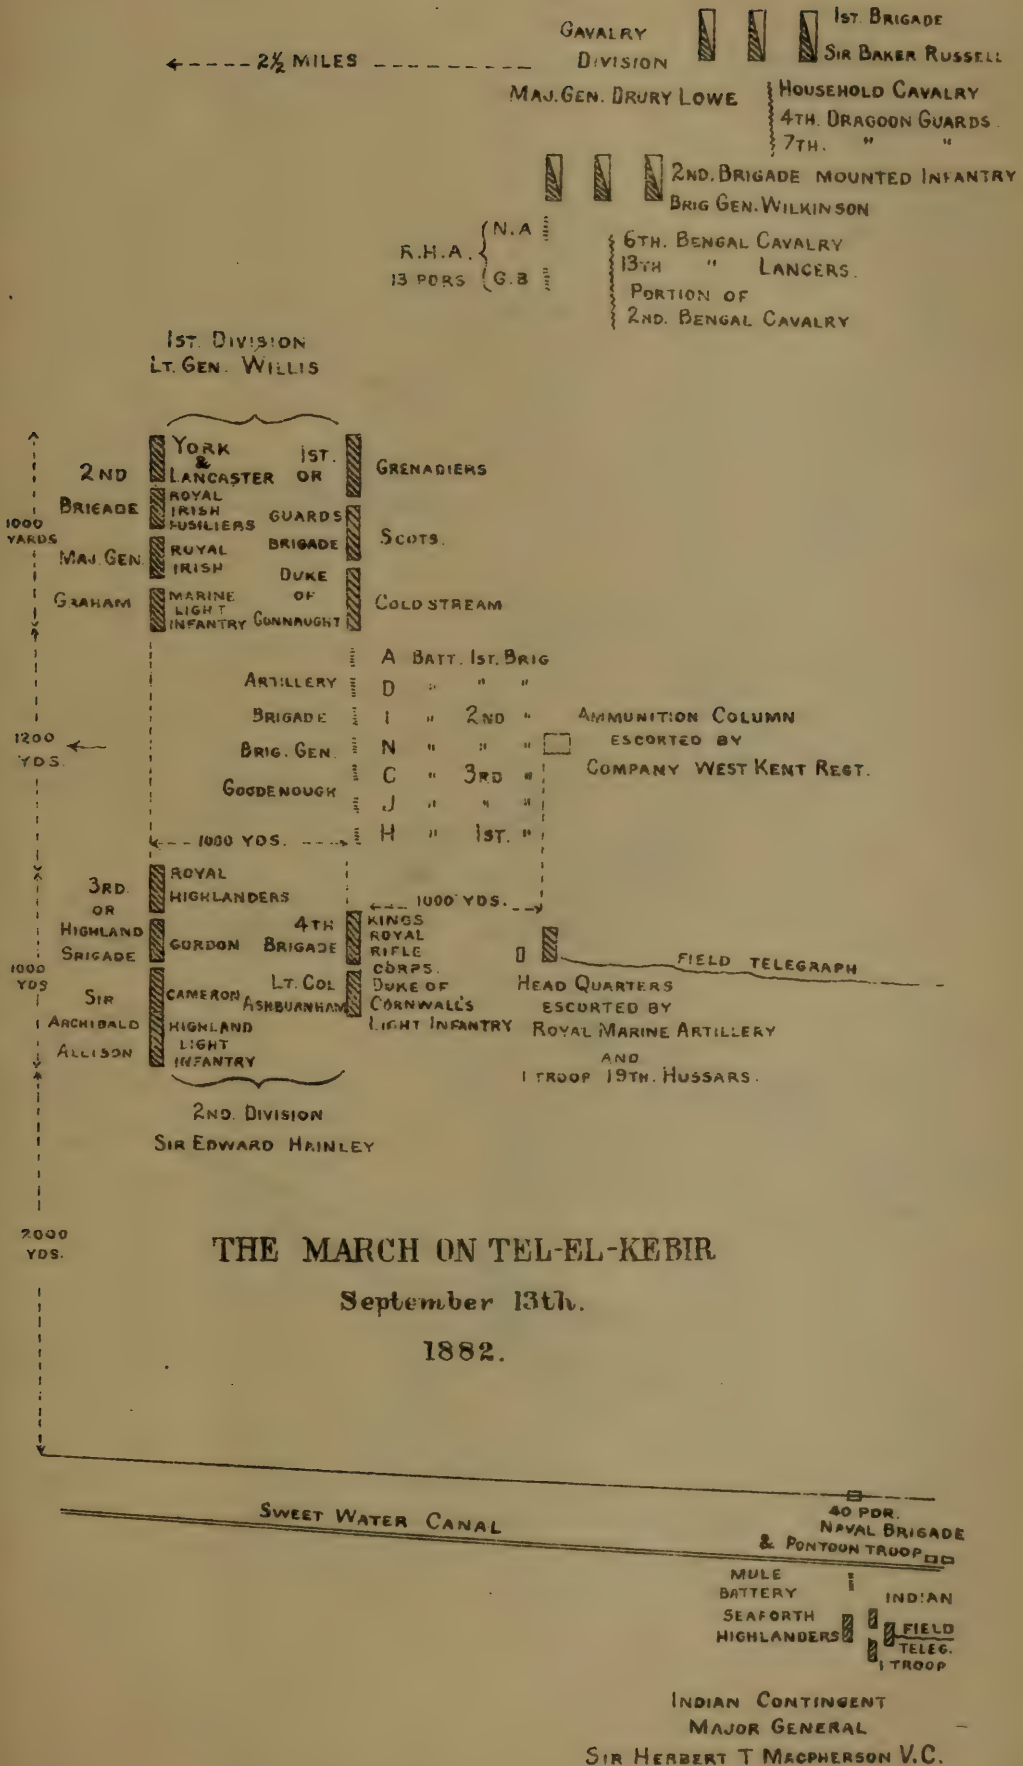 CAVALRY
DIVISION
MAJ. GEN. DRURY LOWE
1ST. BRIGADE
SIR BAKER RUSSELL
HOUSEHOLD CAVALRY
4TH. DRAGOON GUARDS.
7TH. " "
2½ MILES
2ND. BRIGADE MOUNTED INFANTRY
BRIG GEN. WILKINSON
R.H.A.
13 PDRS
N.A
G.B
6TH. BENGAL CAVALRY
13TH " LANCERS.
PORTION OF
2ND. BENGAL CAVALRY
1ST. DIVISION
LT. GEN. WILLIS
1000
YARDS
2ND
BRIGADE
MAJ. GEN.
GRAHAM
YORK
&
LANCASTER
ROYAL
IRISH
FUSILIERS
ROYAL
IRISH
MARINE
LIGHT
INFANTRY
1ST.
OR
GUARDS
BRIGADE
DUKE
OF
CONNAUGHT
GRENADIERS
SCOTS.
COLDSTREAM
1200
YDS.
ARTILLERY
BRIGADE
BRIG. GEN.
GOODENOUGH
A BATT. 1ST. BRIG
D " " "
I " 2ND "
N " " "
C " 3RD "
J " " "
H " 1ST. "
AMMUNITION COLUMN
ESCORTED BY
COMPANY WEST KENT REGT.
1000 YDS.
1000 YDS.
1000
YDS
3RD.
OR
HIGHLAND
BRIGADE
SIR
ARCHIBALD
ALLISON
ROYAL
HIGHLANDERS
GORDON
CAMERON
HIGHLAND
LIGHT
INFANTRY
4TH
BRIGADE
LT. COL
ASHBURNHAM
KINGS
ROYAL
RIFLE
CORPS.
DUKE OF
CORNWALL'S
LIGHT INFANTRY
FIELD TELEGRAPH
HEAD QUARTERS
ESCORTED BY
ROYAL MARINE ARTILLERY
AND
1 TROOP 19TH. HUSSARS.
2ND. DIVISION
SIR EDWARD HAINLEY
2000
YDS.
THE MARCH ON TEL-EL-KEBIR
September 13th.
1882.
SWEET WATER CANAL
40 PDR.
NAVAL BRIGADE
& PONTOON TROOP
MULE
BATTERY
SEAFORTH
HIGHLANDERS
INDIAN
FIELD
TELEG.
1 TROOP
INDIAN CONTINGENT
MAJOR GENERAL
SIR HERBERT T MACPHERSON V.C.